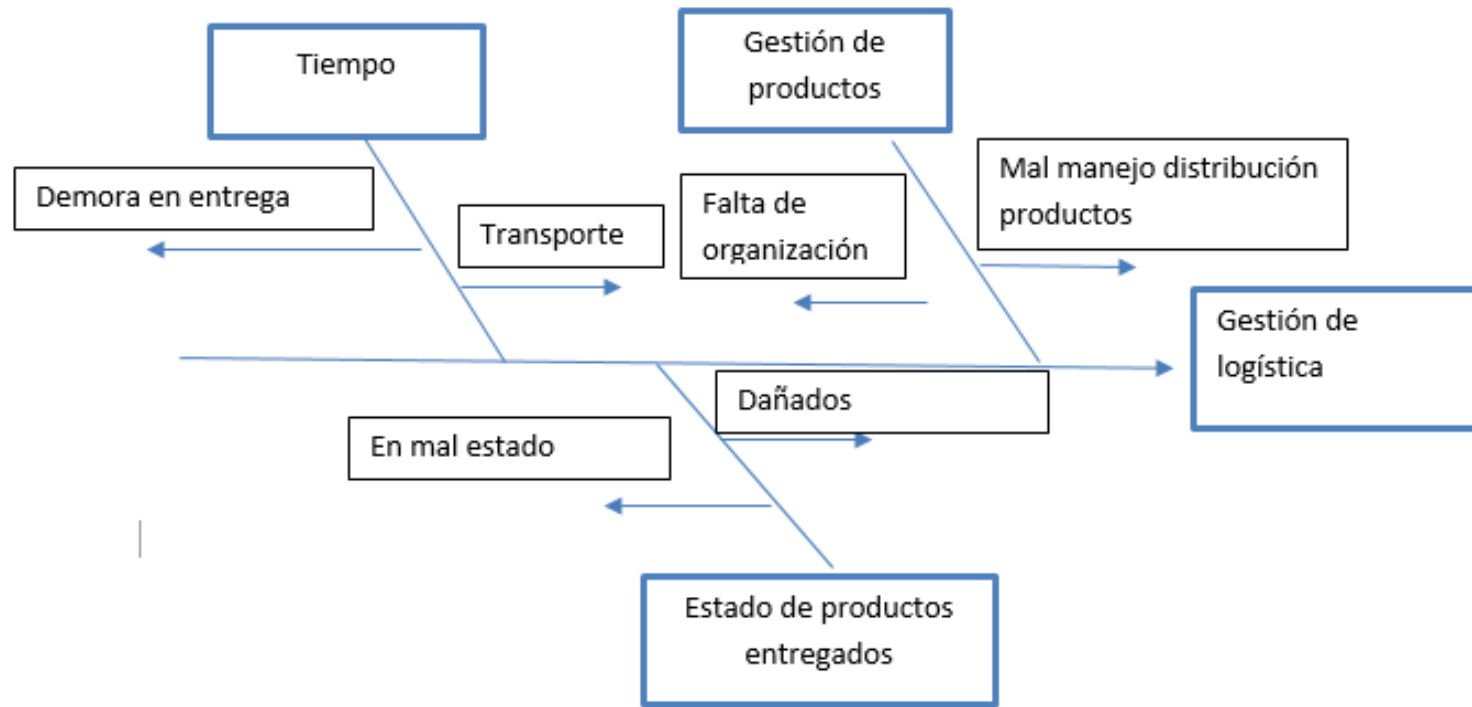 Tiempo
Gestión de
productos
Demora en entrega
Transporte
Falta de
organización
Mal manejo distribución
productos
Gestión de
logística
Dañados
En mal estado
Estado de productos
entregados